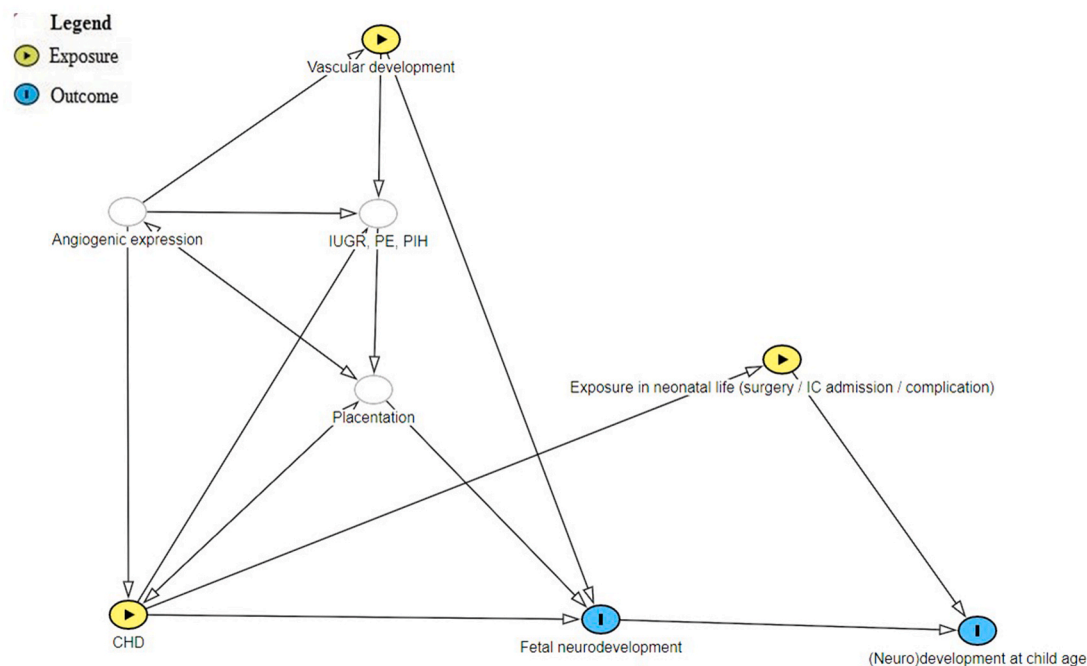 Legend
Exposure
Outcome
Vascular development
Angiogenic expression
IUGR, PE, PIH
Exposure in neonatal life (surgery / IC admission / complication)
Placentation
CHD
Fetal neurodevelopment
(Neuro)development at child age